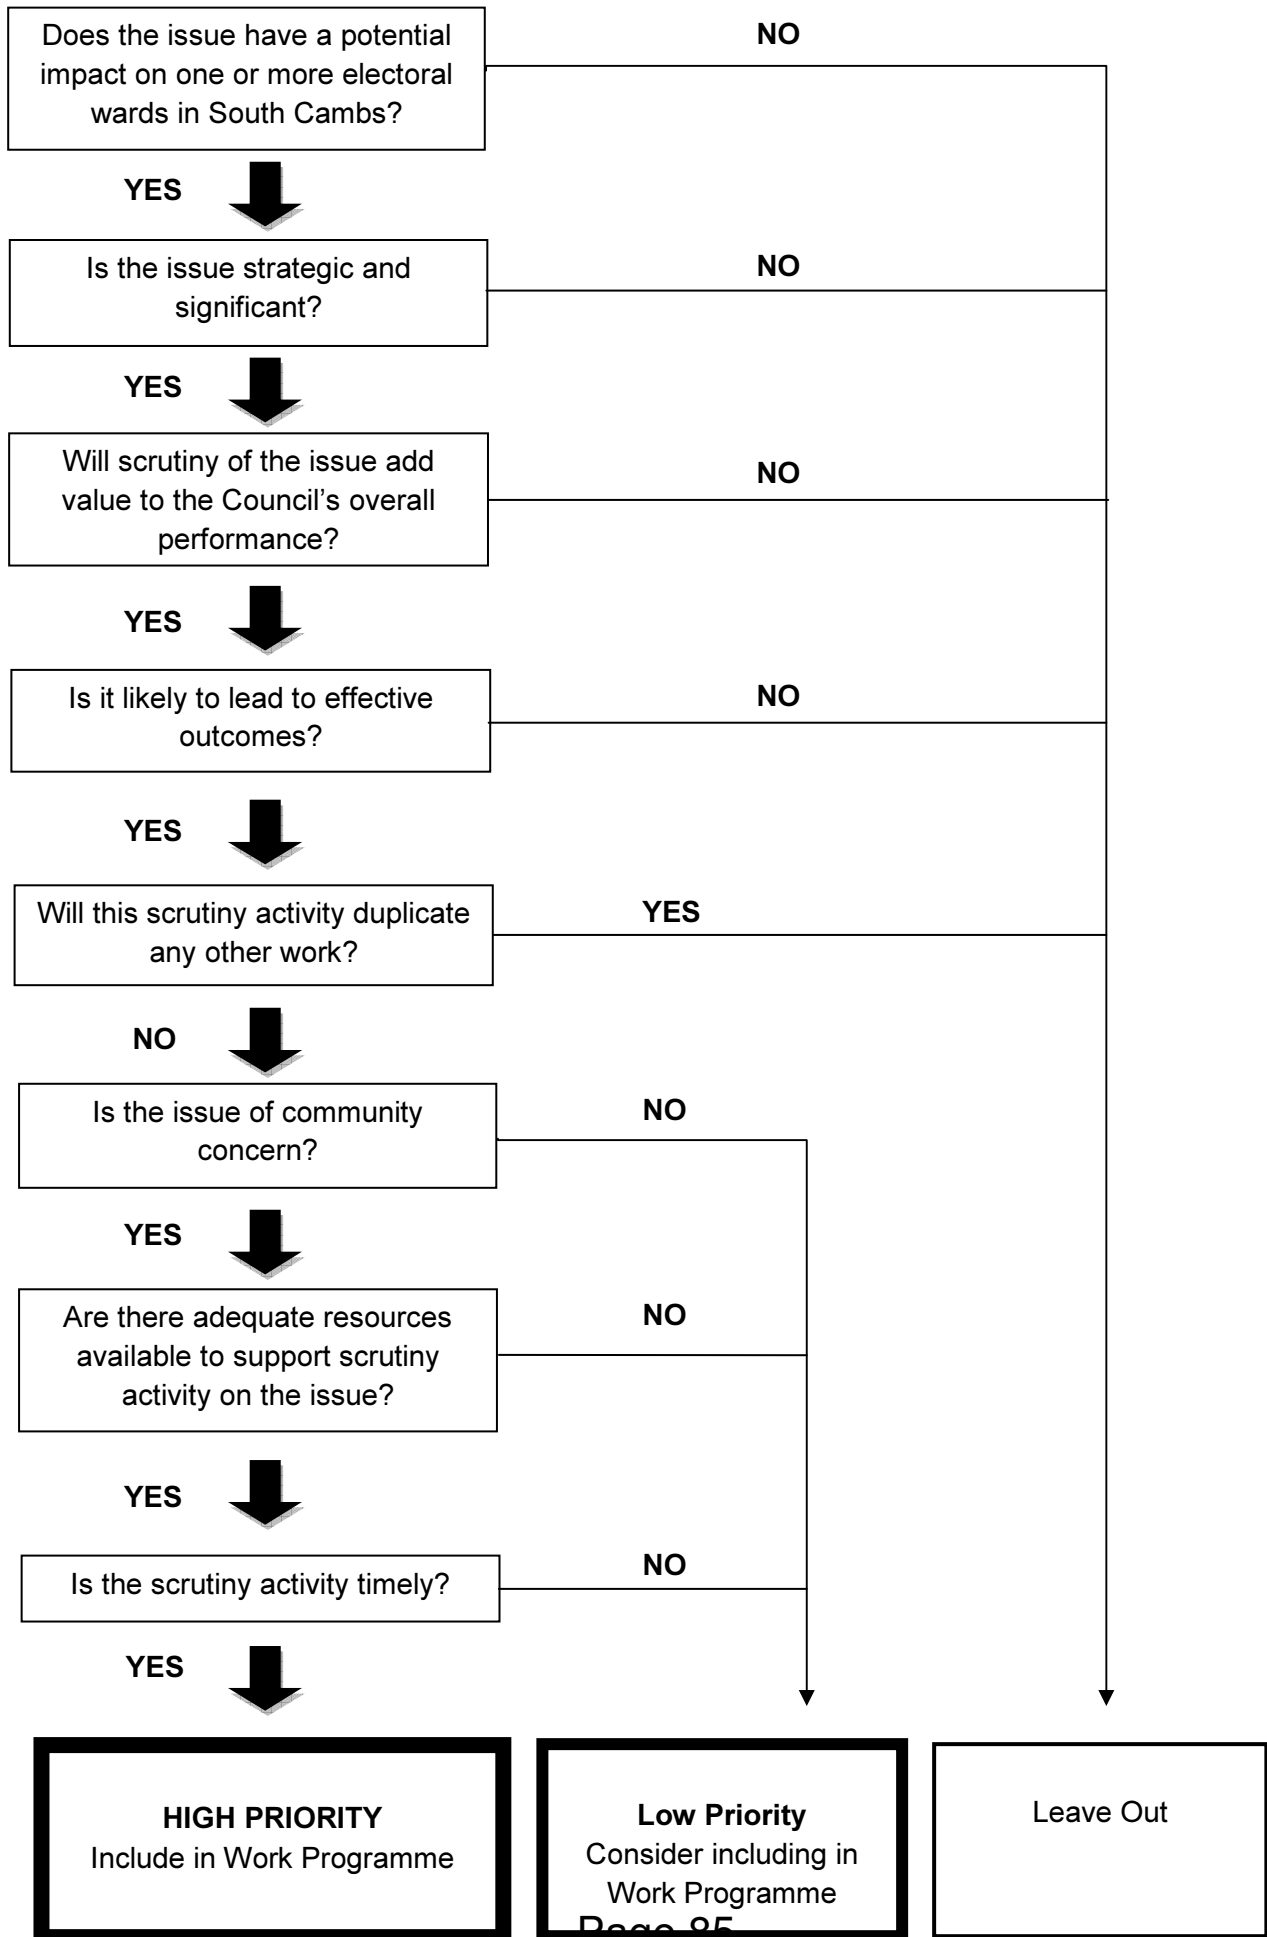 Does the issue have a potential
impact on one or more electoral
wards in South Cambs?
NO
YES
Is the issue strategic and
significant?
NO
YES
Will scrutiny of the issue add
value to the Council’s overall
performance?
NO
YES
Is it likely to lead to effective
outcomes?
NO
YES
Will this scrutiny activity duplicate
any other work?
YES
NO
Is the issue of community
concern?
NO
YES
Are there adequate resources
available to support scrutiny
activity on the issue?
NO
YES
Is the scrutiny activity timely?
NO
YES
HIGH PRIORITY
Include in Work Programme
Low Priority
Consider including in
Work Programme
Leave Out
Page 85